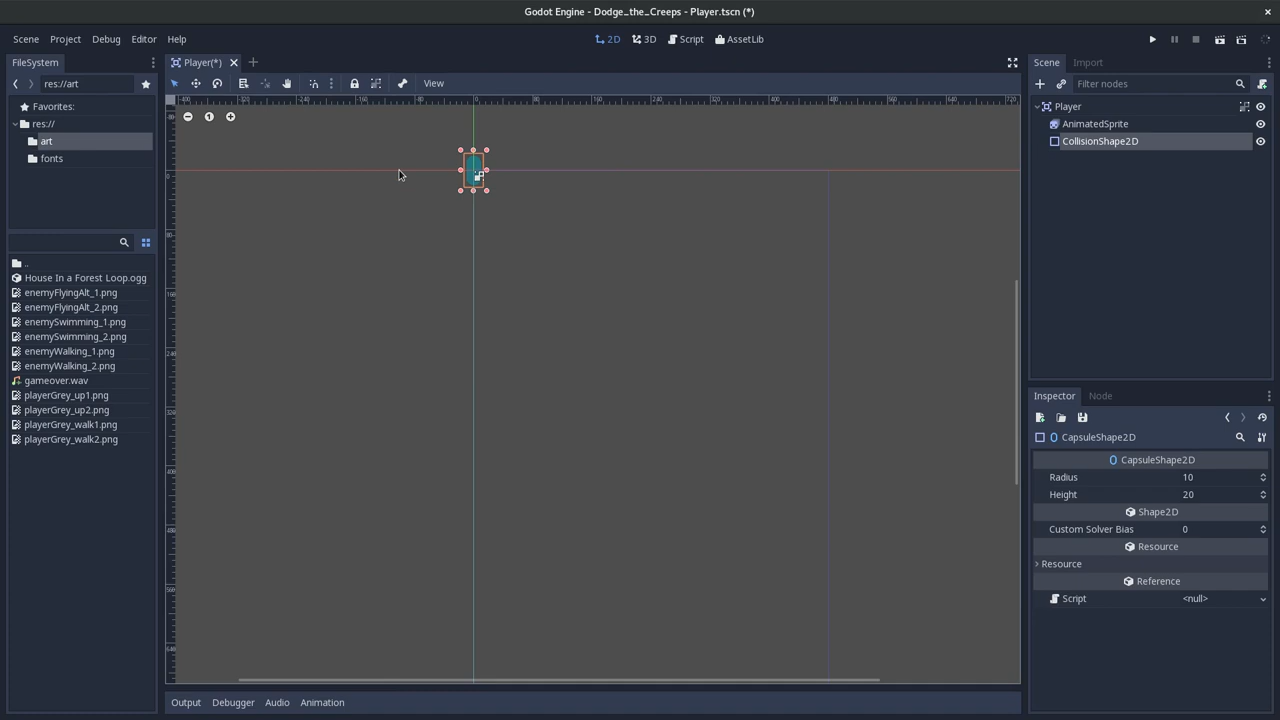 Godot Engine - Dodge_the_Creeps - Player.tscn (*)
Scene Project Debug Editor Help
2D 3D Script AssetLib
FileSystem
res://art
Favorites:
res://
art
fonts
..
House In a Forest Loop.ogg
enemyFlyingAlt_1.png
enemyFlyingAlt_2.png
enemySwimming_1.png
enemySwimming_2.png
enemyWalking_1.png
enemyWalking_2.png
gameover.wav
playerGrey_up1.png
playerGrey_up2.png
playerGrey_walk1.png
playerGrey_walk2.png
Player(*)
View
Output Debugger Audio Animation
Scene Import
Filter nodes
Player
AnimatedSprite
CollisionShape2D
Inspector Node
CapsuleShape2D
CapsuleShape2D
Radius 10
Height 20
Shape2D
Custom Solver Bias 0
Resource
Resource
Reference
Script <null>